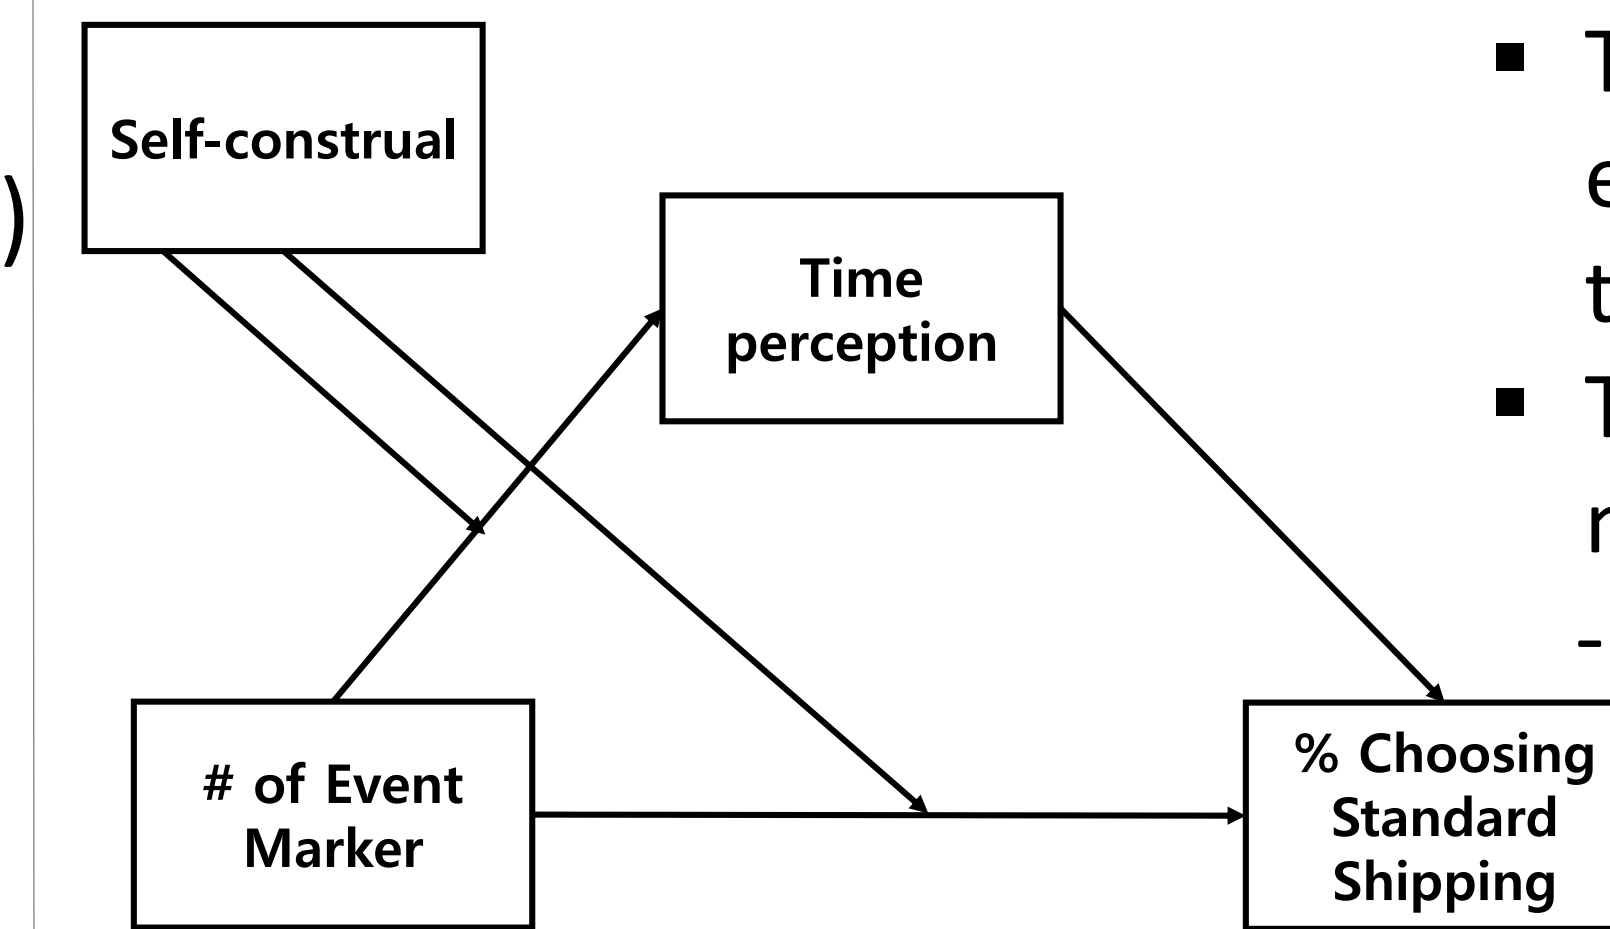 )
Self-construal
Time
perception
# of Event
Marker
% Choosing
Standard
Shipping
-